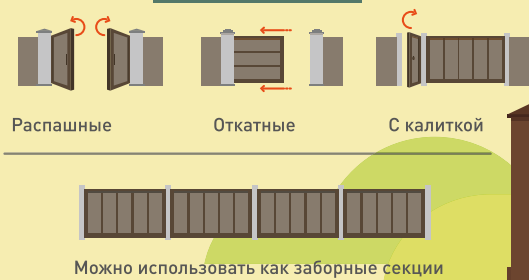 Распашные Откатные С калиткой
Можно использовать как заборные секции